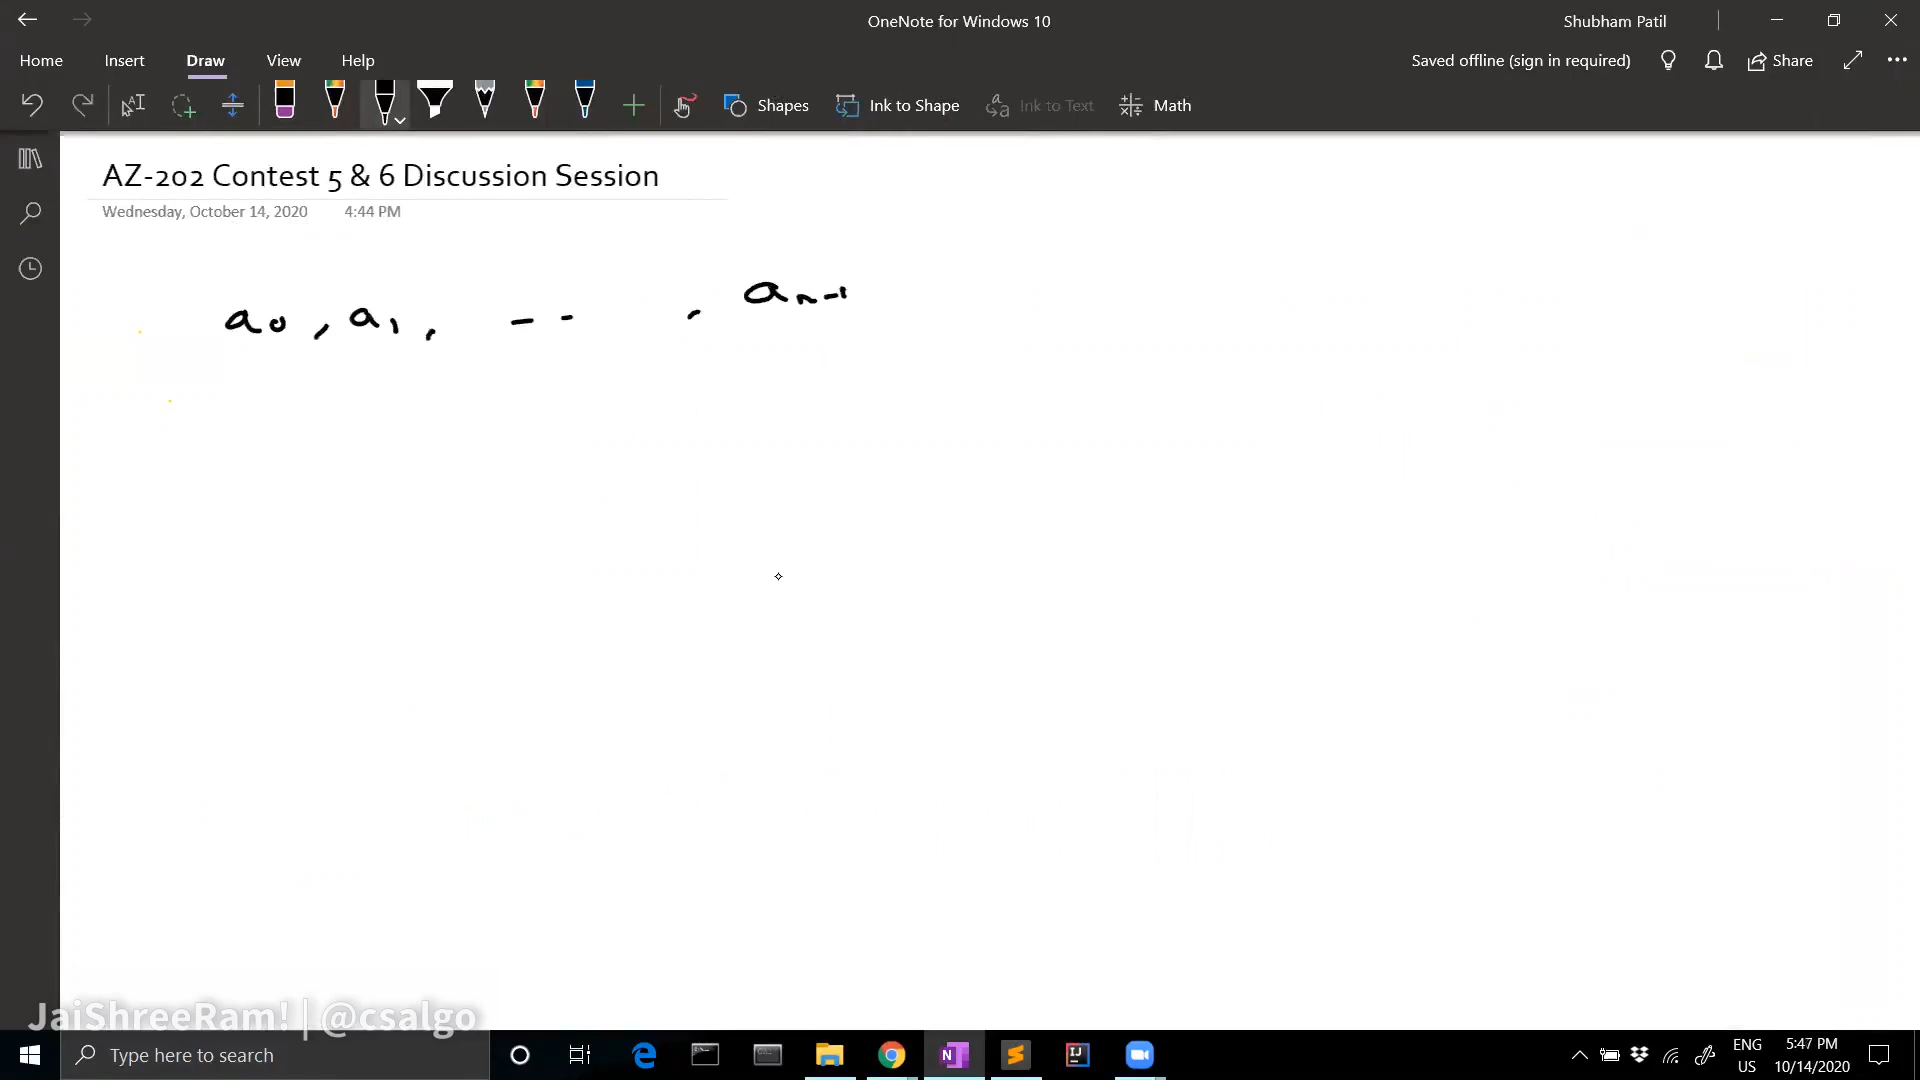 OneNote for Windows 10
Shubham Patil
Home Insert Draw View Help
Saved offline (sign in required)
Share
Shapes
Ink to Shape
Ink to Text
Math
AZ-202 Contest 5 & 6 Discussion Session
Wednesday, October 14, 2020 4:44 PM
a0 , a1 , -- , an-1
JaiShreeRam! | @csalgo
Type here to search
ENG
US
5:47 PM
10/14/2020